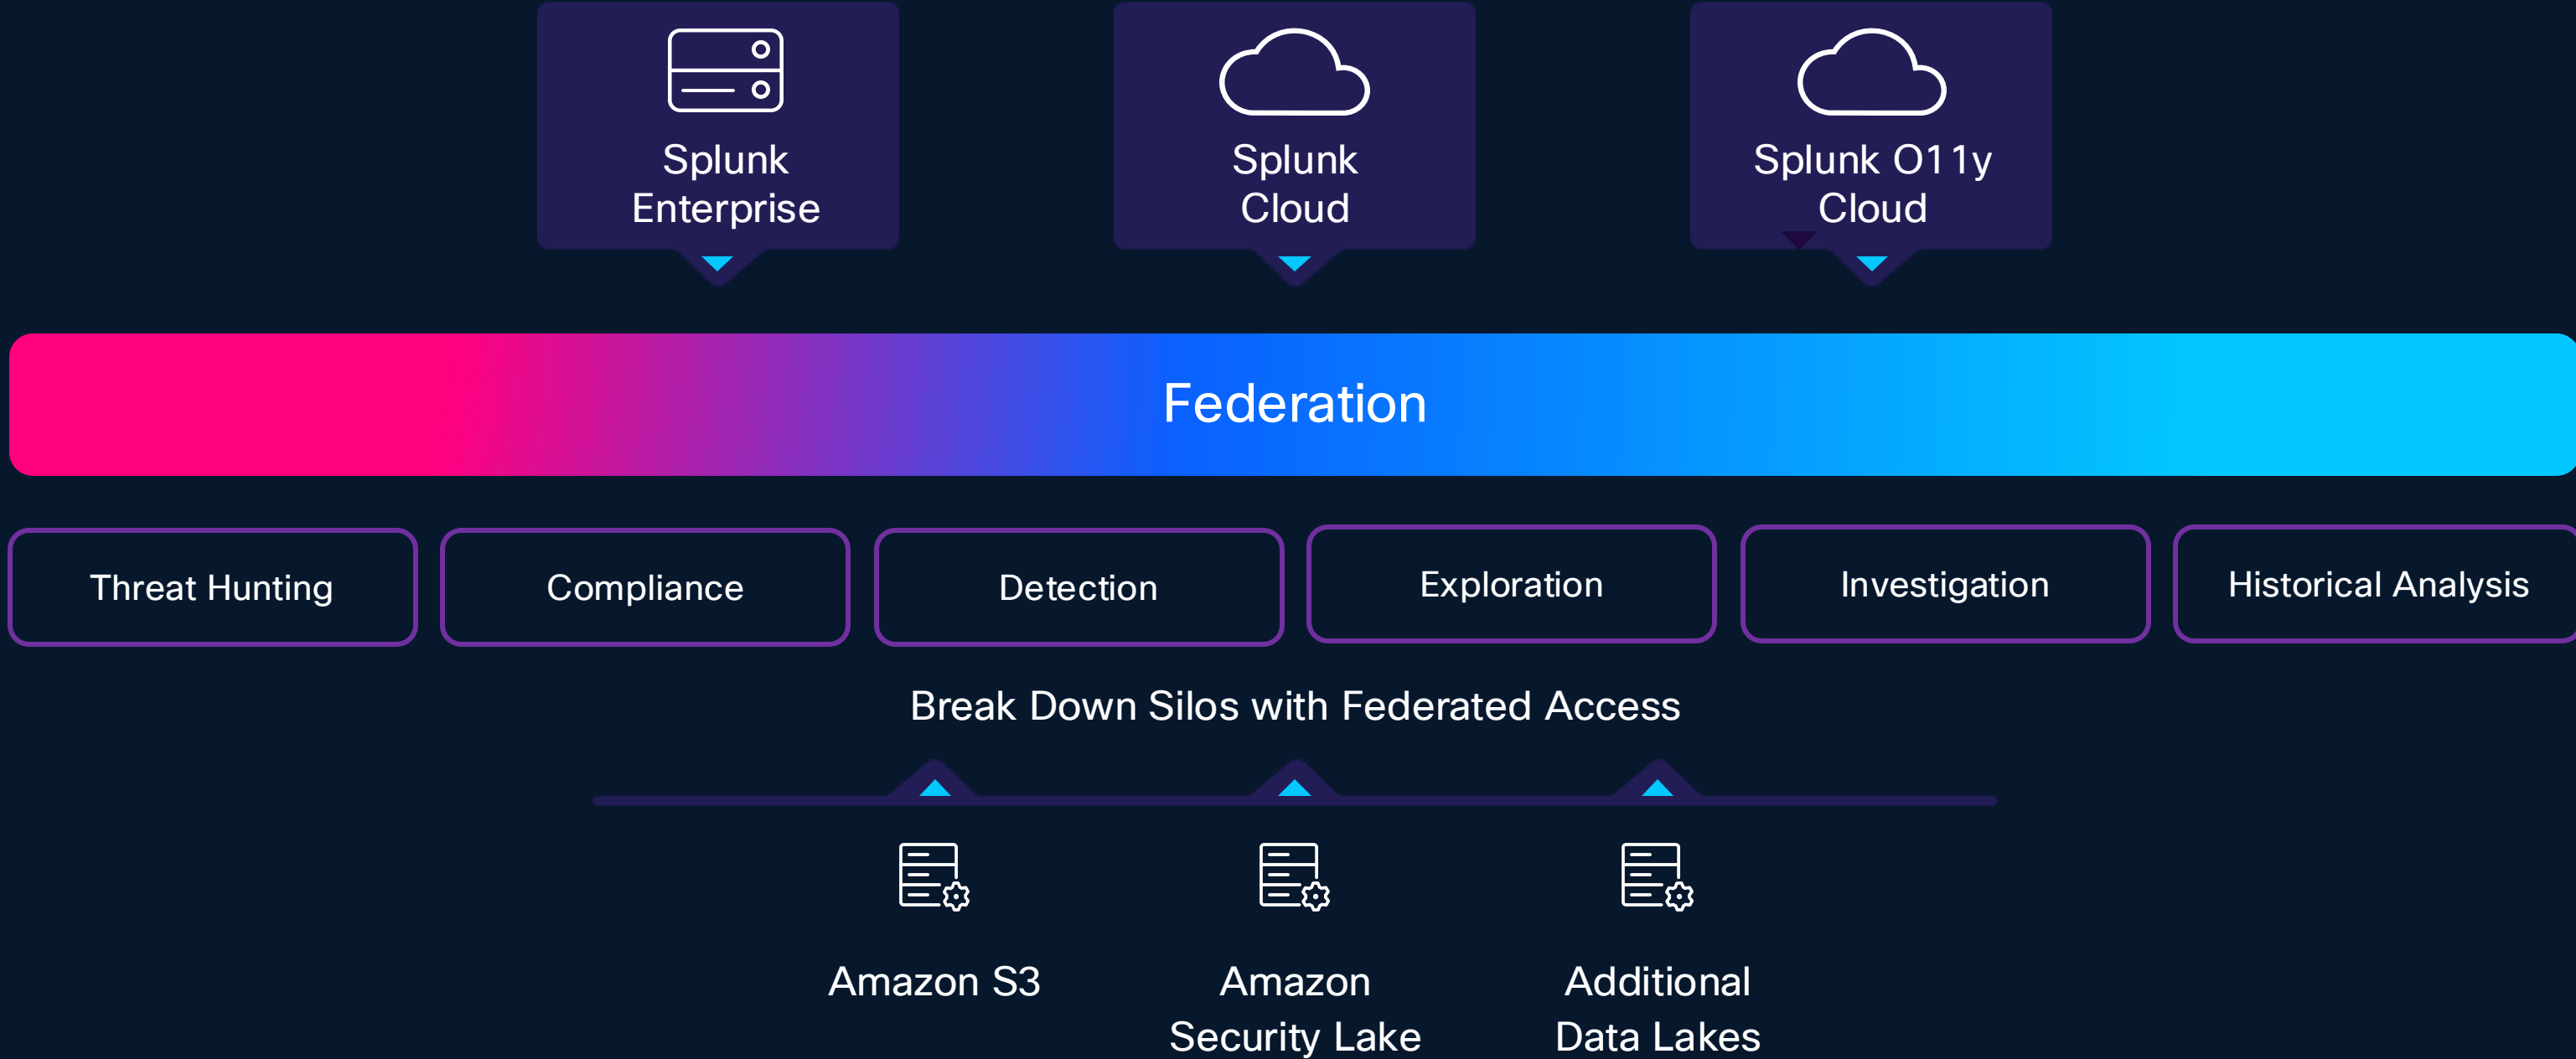 Splunk
Enterprise
Splunk
Cloud
Splunk O11y
Cloud
Federation
Threat Hunting
Compliance
Detection
Exploration
Investigation
Historical Analysis
Break Down Silos with Federated Access
Amazon S3
Amazon
Security Lake
Additional
Data Lakes